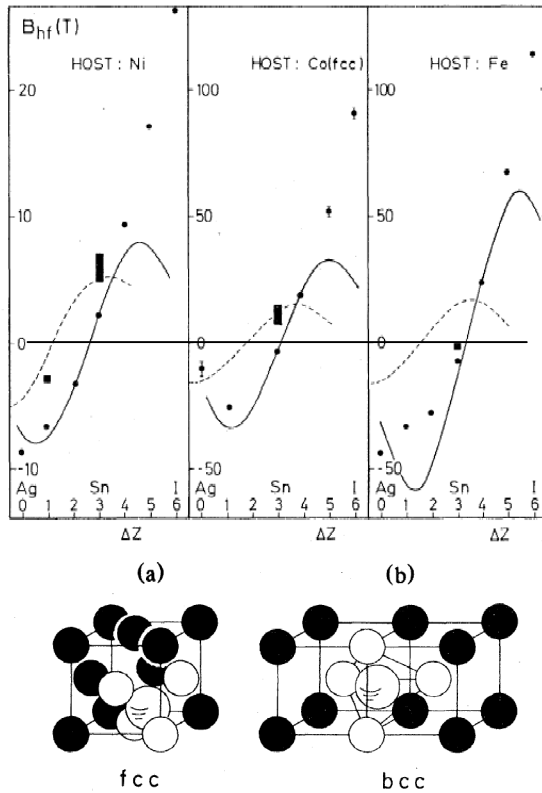 B_hf(T)
HOST : Ni
HOST : Co(fcc)
HOST : Fe
20
100
100
10
50
50
0
0
0
-10
-50
-50
Ag Sn I Ag Sn I Ag Sn I
0 1 2 3 4 5 6 0 1 2 3 4 5 6 0 1 2 3 4 5 6
ΔZ ΔZ ΔZ
(a) (b)
fcc bcc